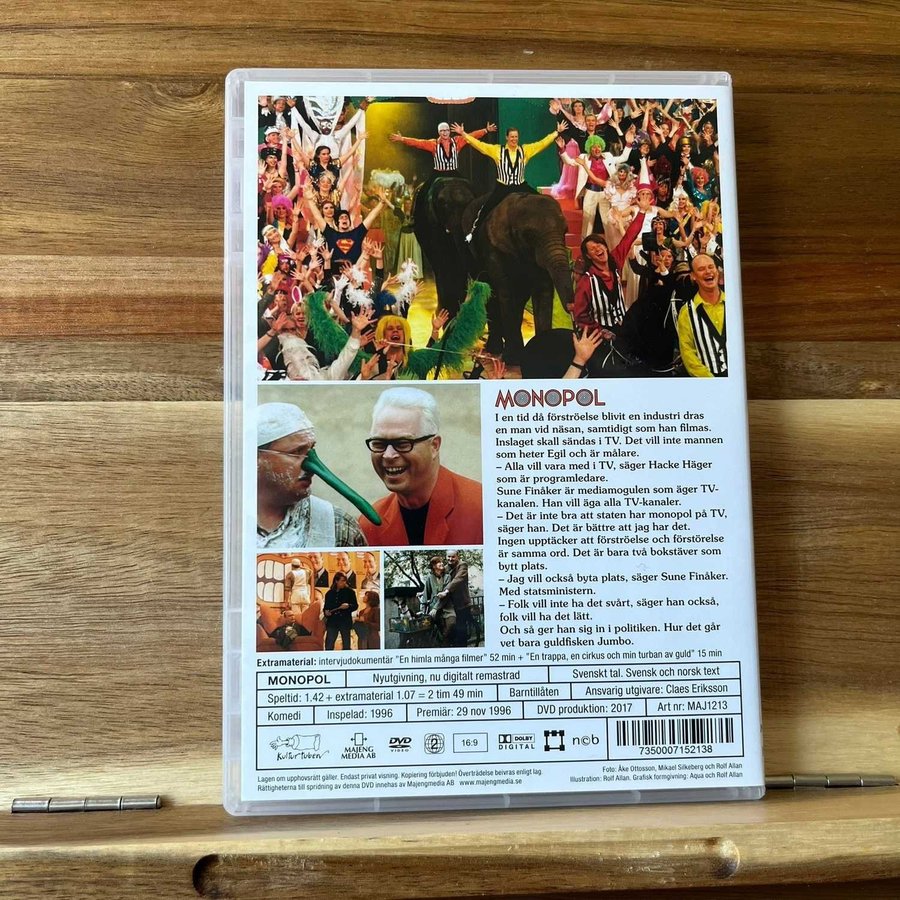 MONOPOL
I en tid då förströelse blivit en industri dras
en man vid näsan, samtidigt som han filmas.
Inslaget skall sändas i TV. Det vill inte mannen
som heter Egil och är målare.
– Alla vill vara med i TV, säger Hacke Häger
som är programledare.
Sune Finåker är mediamogulen som äger TV-
kanalen. Han vill äga alla TV-kanaler.
– Det är inte bra att staten har monopol på TV,
säger han. Det är bättre att jag har det.
Ingen upptäcker att förströelse och förstörelse
är samma ord. Det är bara två bokstäver som
bytt plats.
– Jag vill också byta plats, säger Sune Finåker.
Med statsministern.
– Folk vill inte ha det svårt, säger han också,
folk vill ha det lätt.
Och så ger han sig in i politiken. Hur det går
vet bara guldfisken Jumbo.
Extramaterial: intervjudokumentär "En himla många filmer" 52 min + "En trappa, en cirkus och min turban av guld" 15 min
MONOPOL Nyutgivning, nu digitalt remastrad Svenskt tal. Svensk och norsk text
Speltid: 1.42 + extramaterial 1.07 = 2 tim 49 min Barntillåten Ansvarig utgivare: Claes Eriksson
Komedi Inspelad: 1996 Premiär: 29 nov 1996 DVD produktion: 2017 Art nr: MAJ1213
Kulturtuben MAJENG MEDIA AB DVD VIDEO 2 16:9 DOLBY DIGITAL ncb 7350007152138
Foto: Åke Ottosson, Mikael Silkeberg och Rolf Allan
Illustration: Rolf Allan. Grafisk formgivning: Aqua och Rolf Allan
Lagen om upphovsrätt gäller. Endast privat visning. Kopiering förbjuden! Överträdelse beivras enligt lag.
Rättigheterna till spridning av denna DVD innehas av Majengmedia AB www.majengmedia.se